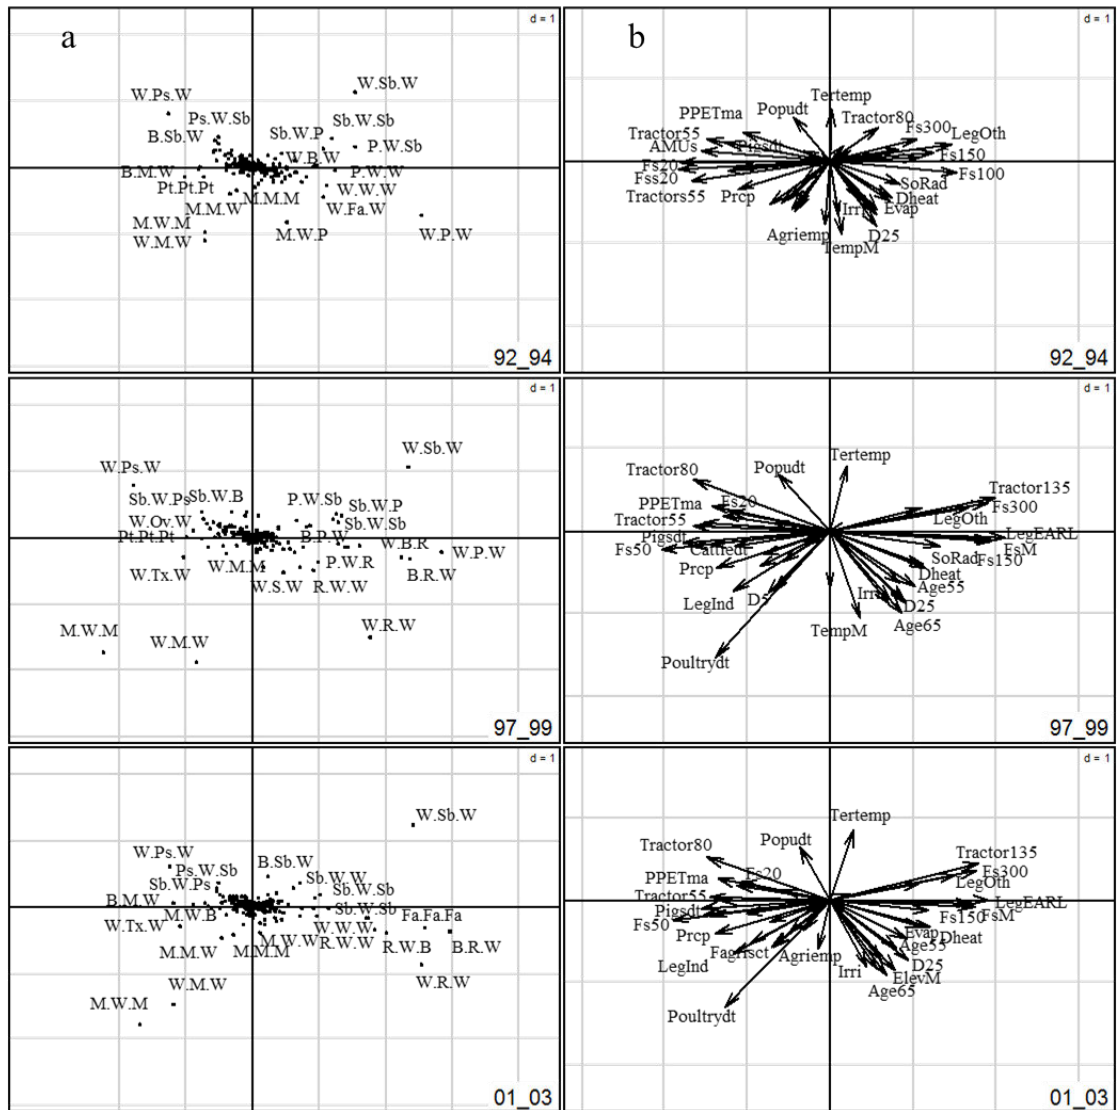 a
d = 1
W.Sb.W
W.Ps.W
Ps.W.Sb
Sb.W.Sb
B.Sb.W
Sb.W.P
P.W.Sb
W.B.W
B.M.W
P.W.W
Pt.Pt.Pt
W.W.W
M.M.M
M.M.W
W.Fa.W
M.W.M
M.W.P
W.P.W
W.M.W
92_94
b
d = 1
Tertemp
Popudt
PPETma
Tractor80
Fs300
Tractor55
LegOth
AMUs
Pigsdt
Fs150
Fs20
Fss20
Fs100
SoRad
Tractors55
Prcp
Dheat
Irri
Evap
Agriemp
D25
TempM
92_94
d = 1
W.Sb.W
W.Ps.W
Sb.W.Ps
Sb.W.B
P.W.Sb
Sb.W.P
W.Ov.W
Sb.W.Sb
Pt.Pt.Pt
B.P.W
W.B.R
W.P.W
W.Tx.W
W.M.M
P.W.R
B.R.W
W.S.W
R.W.W
M.W.M
W.M.W
W.R.W
97_99
d = 1
Tertemp
Tractor80
Popudt
Tractor135
PPETma
Fs20
Fs300
Tractor55
LegOth
Pigsdt
LegEARL
Fs50
Cattledt
FsM
SoRad
Fs150
Prcp
Dheat
Age55
LegInd
D5
Irri
D25
TempM
Age65
Poultrydt
97_99
d = 1
W.Sb.W
W.Ps.W
B.Sb.W
Ps.W.Sb
Sb.W.W
Sb.W.Ps
Sb.W.Sb
B.M.W
M.W.B
Sb.W.Sb
Fa.Fa.Fa
W.Tx.W
W.W.W
M.W.W
R.W.W
R.W.B
B.R.W
M.M.W
M.M.M
W.M.W
W.R.W
M.W.M
01_03
d = 1
Tertemp
Tractor80
Popudt
Tractor135
PPETma
Fs20
Fs300
LegOth
Tractor55
LegEARL
Pigsdt
Fs150
FsM
Fs50
Prcp
Evap
Dheat
Age55
Fagrisct
Agriemp
LegInd
Irri
D25
ElevM
Age65
Poultrydt
01_03